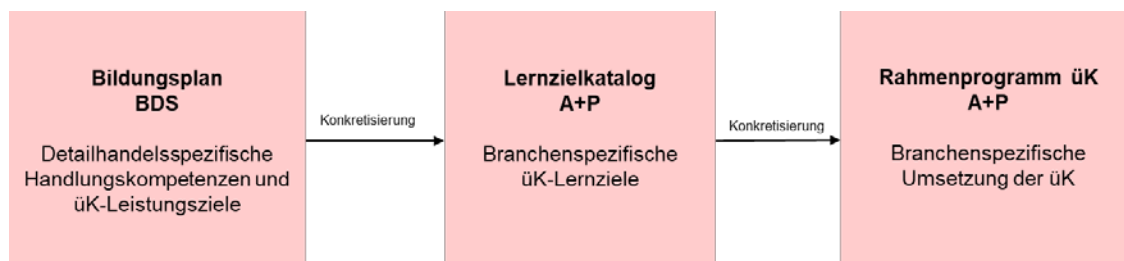 Bildungsplan
BDS
Detailhandelsspezifische
Handlungskompetenzen und
üK-Leistungsziele
Konkretisierung
Lernzielkatalog
A+P
Branchenspezifische
üK-Lernziele
Konkretisierung
Rahmenprogramm üK
A+P
Branchenspezifische
Umsetzung der üK